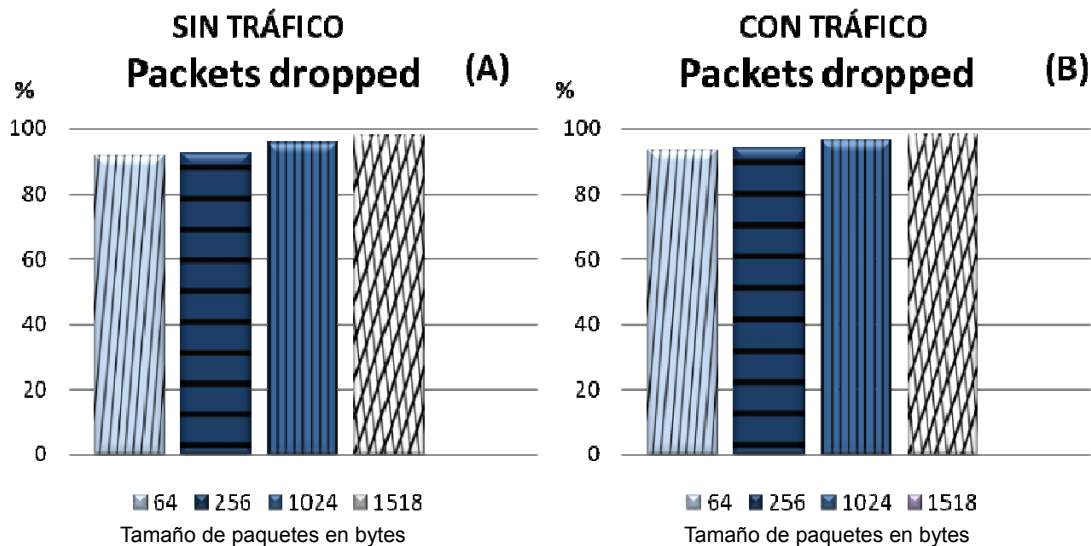 SIN TRÁFICO
Packets dropped (A)
%
100
80
60
40
20
0
64 256 1024 1518
Tamaño de paquetes en bytes
CON TRÁFICO
Packets dropped (B)
%
100
80
60
40
20
0
64 256 1024 1518
Tamaño de paquetes en bytes